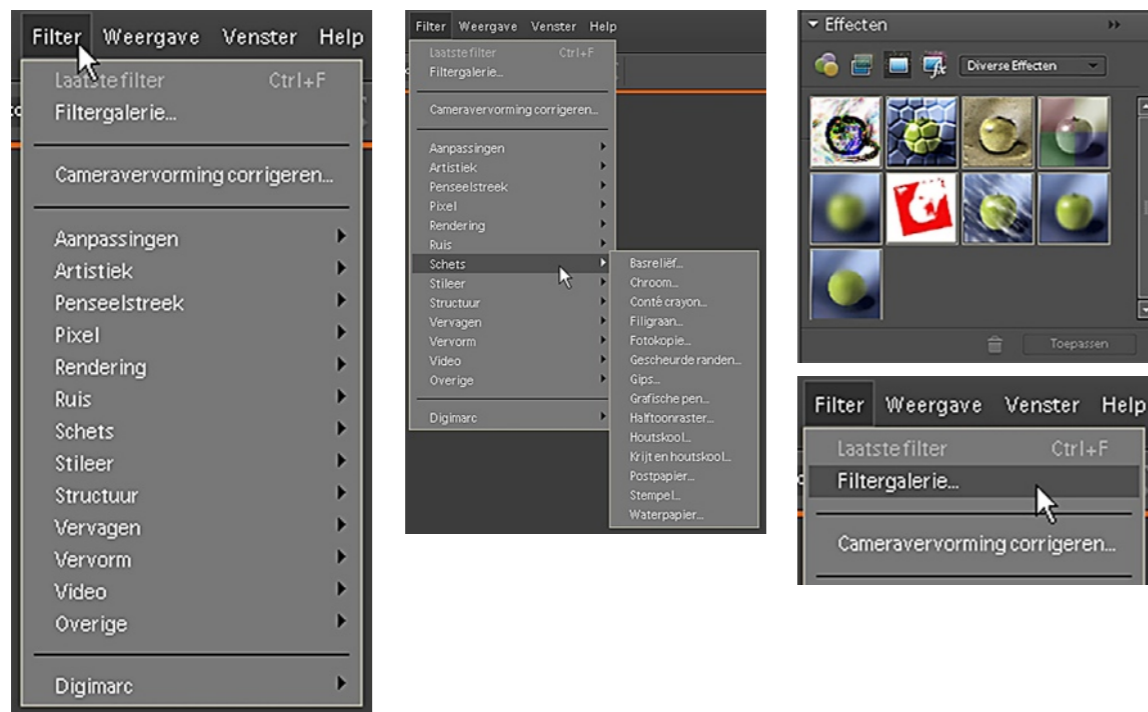 Filter Weergave Venster Help
Laatste filter Ctrl+F
Filtergalerie...
Cameravervorming corrigeren...
Aanpassingen
Artistiek
Penseelstreek
Pixel
Rendering
Ruis
Schets
Stileer
Structuur
Vervagen
Vervorm
Video
Overige
Digimarc
Filter Weergave Venster Help
Laatste filter Ctrl+F
Filtergalerie...
Cameravervorming corrigeren...
Aanpassingen
Artistiek
Penseelstreek
Pixel
Rendering
Ruis
Schets
Stileer
Structuur
Vervagen
Vervorm
Video
Overige
Digimarc
Basreliëf...
Chroom...
Conté crayon...
Filigraan...
Fotokopie...
Gescheurde randen...
Gips...
Grafische pen...
Halftoonraster...
Houtskool...
Krijt en houtskool...
Postpapier...
Stempel...
Waterpapier...
Effecten
Diverse Effecten
Toepassen
Filter Weergave Venster Help
Laatste filter Ctrl+F
Filtergalerie...
Cameravervorming corrigeren...